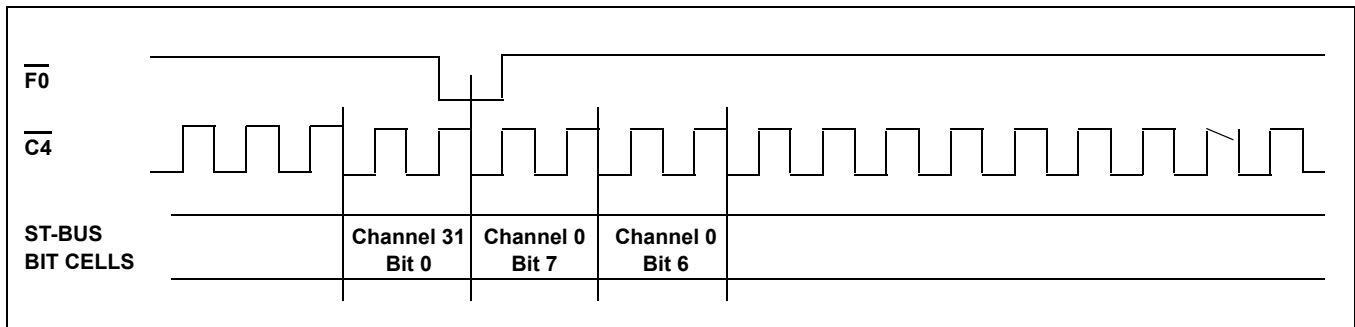 F0
C4
ST-BUS
BIT CELLS
Channel 31
Bit 0
Channel 0
Bit 7
Channel 0
Bit 6